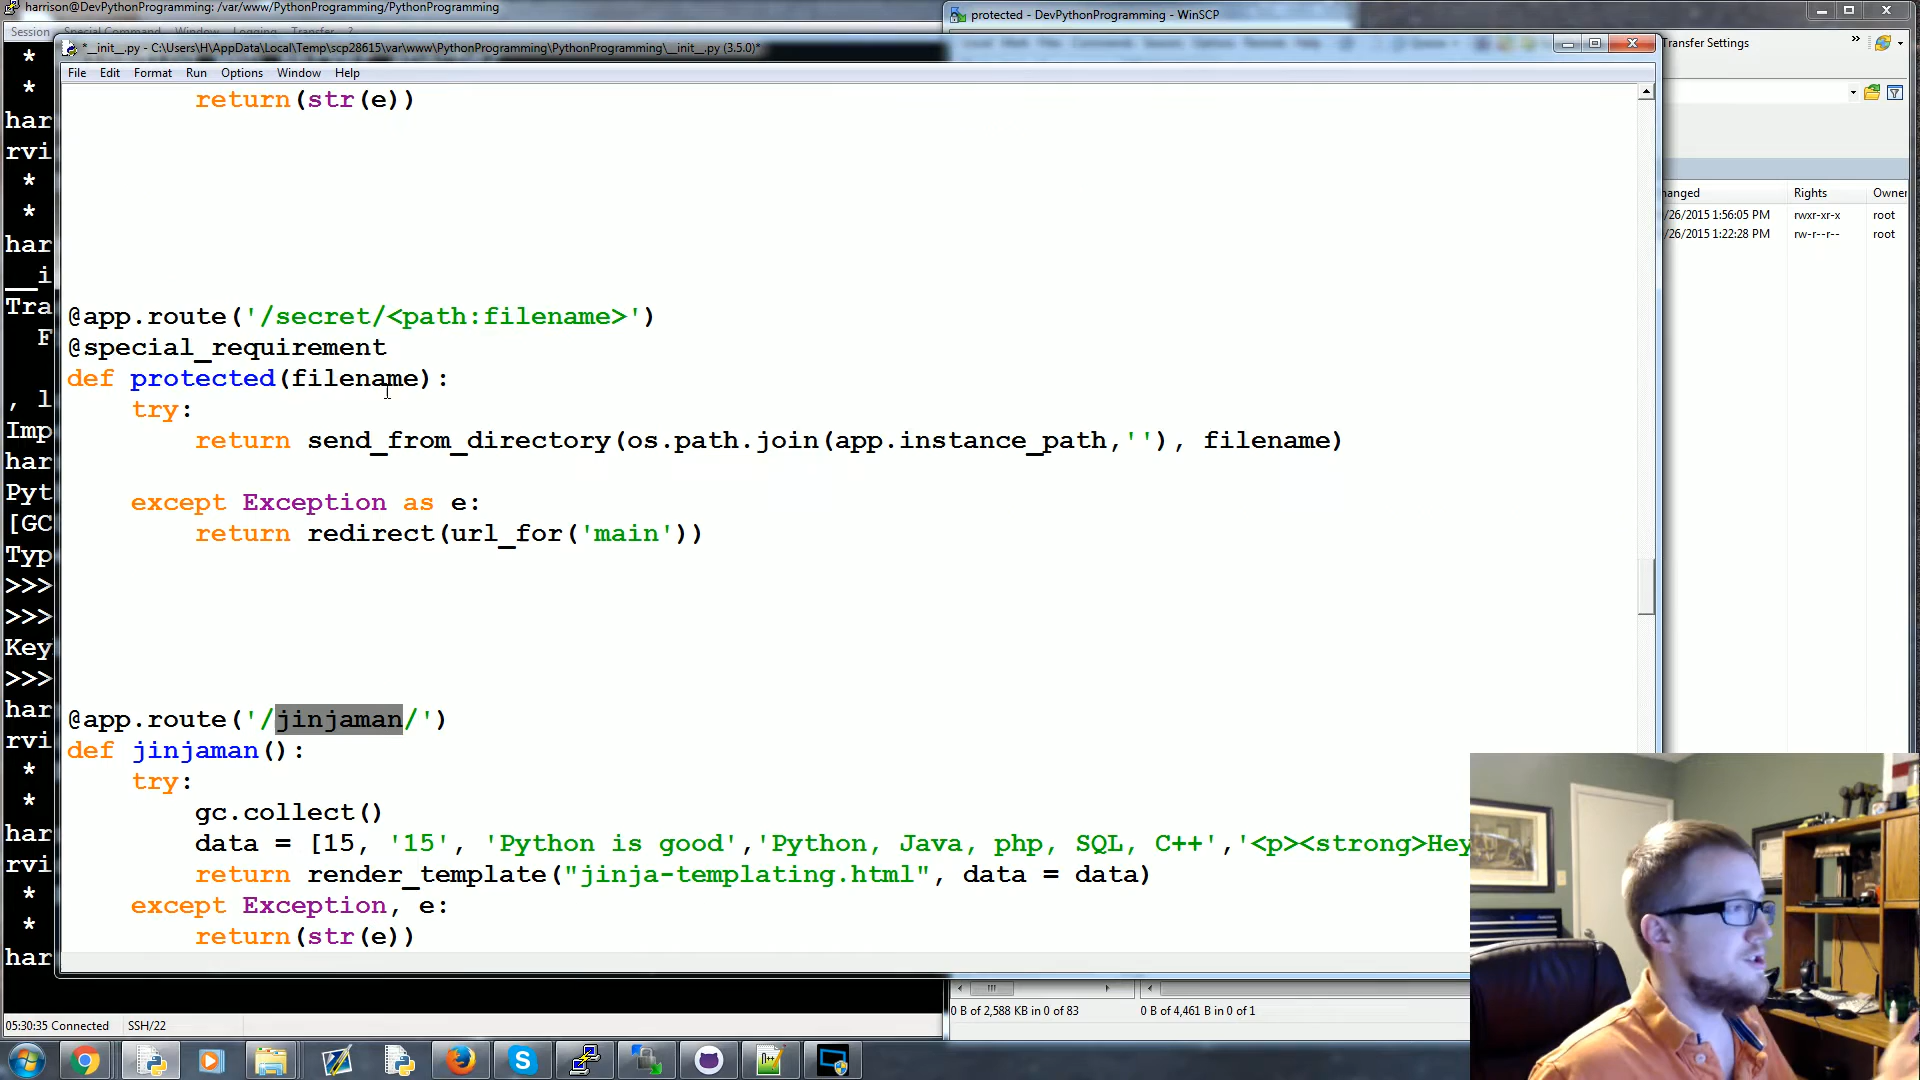 harrison@DevPythonProgramming: /var/www/PythonProgramming/PythonProgramming
protected - DevPythonProgramming - WinSCP
Session Special Command Window Logging Transfer ?
*__init__.py - C:\Users\H\AppData\Local\Temp\scp28615\var\www\PythonProgramming\PythonProgramming\__init__.py (3.5.0)*
Transfer Settings
File Edit Format Run Options Window Help
return(str(e))
@app.route('/secret/<path:filename>')
@special_requirement
def protected(filename):
try:
return send_from_directory(os.path.join(app.instance_path,''), filename)
except Exception as e:
return redirect(url_for('main'))
@app.route('/jinjaman/')
def jinjaman():
try:
gc.collect()
data = [15, '15', 'Python is good','Python, Java, php, SQL, C++','<p><strong>Hey
return render_template("jinja-templating.html", data = data)
except Exception, e:
return(str(e))
*
*
har
rvi
*
*
har
__i
Tra
F
, l
Imp
har
Pyt
[GC
Typ
>>>
>>>
Key
>>>
har
rvi
*
*
har
rvi
*
*
har
anged Rights Owner
/26/2015 1:56:05 PM rwxr-xr-x root
/26/2015 1:22:28 PM rw-r--r-- root
0 B of 2,588 KB in 0 of 83
0 B of 4,461 B in 0 of 1
05:30:35 Connected SSH/22